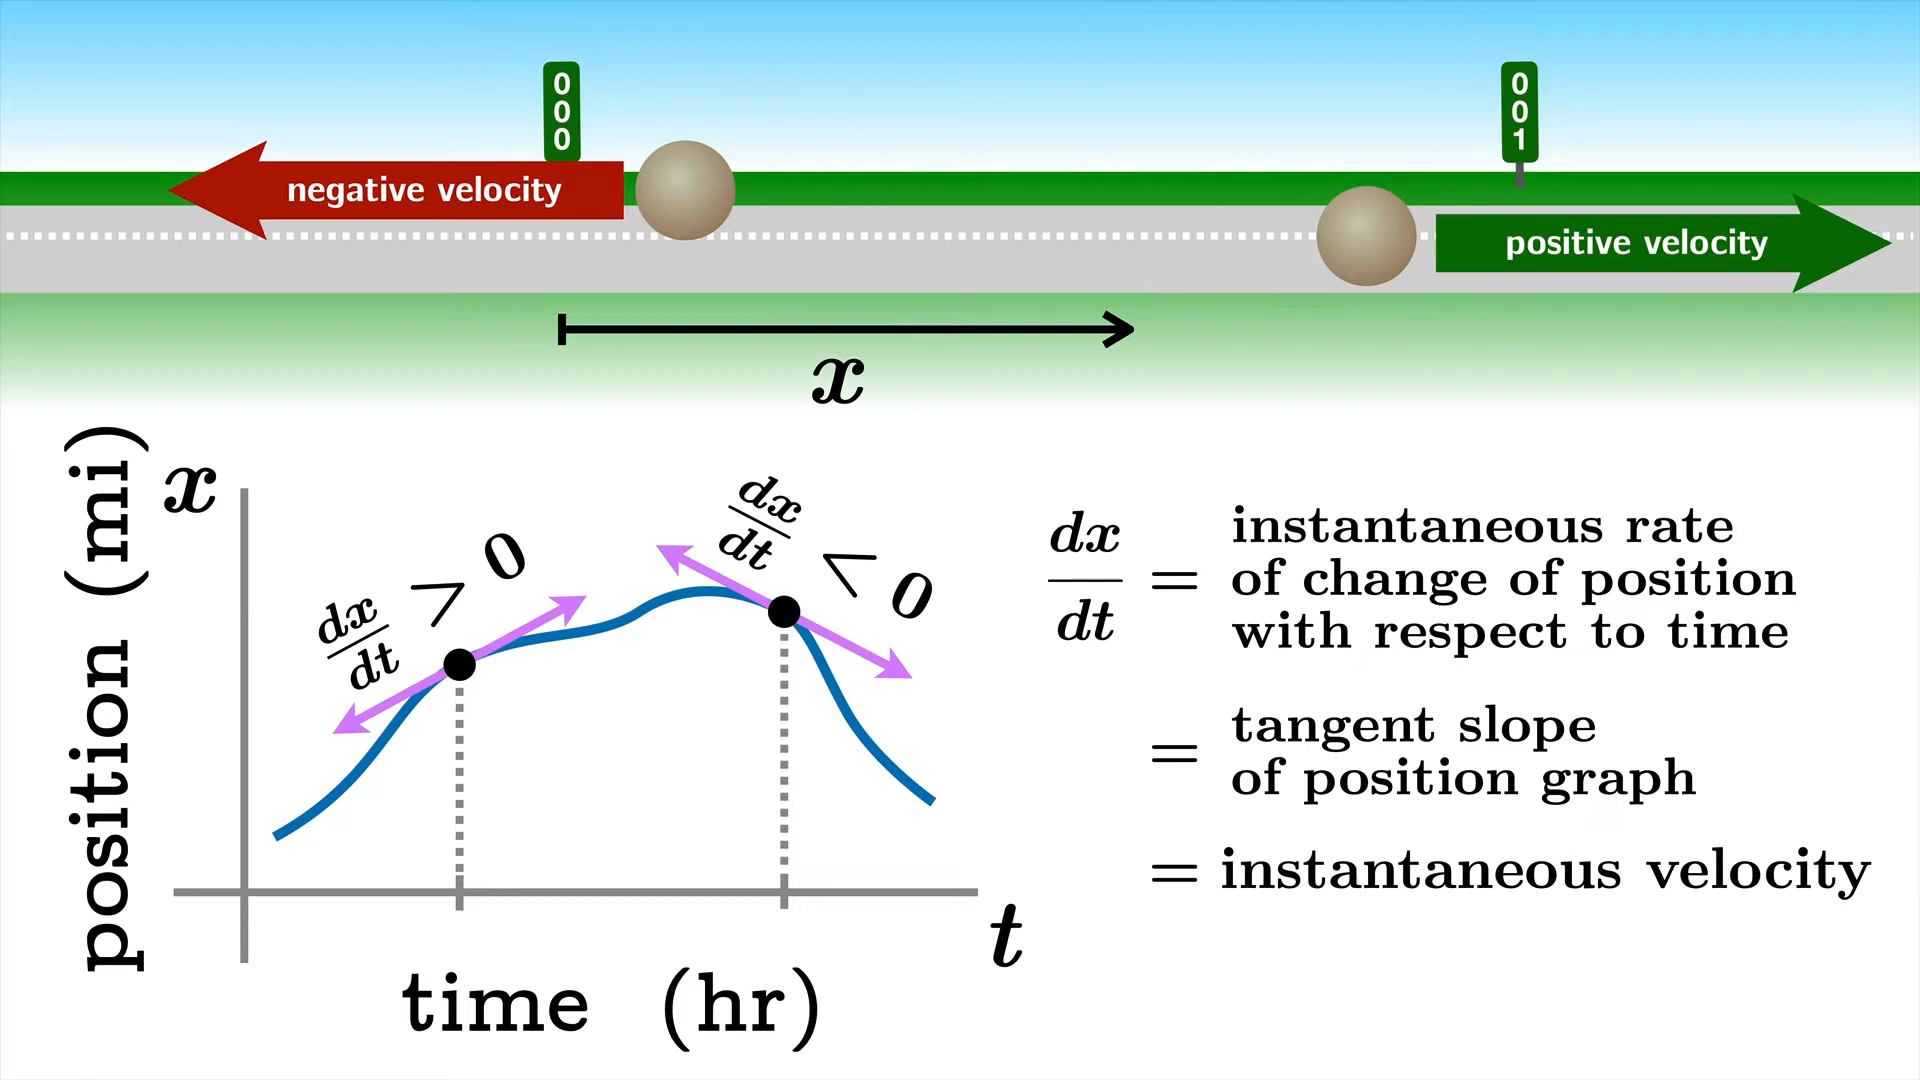 0
0
0
0
0
1
negative velocity
positive velocity
x
position (mi)
x
dx/dt > 0
dx/dt < 0
t
time (hr)
dx/dt = instantaneous rate
of change of position
with respect to time
= tangent slope
of position graph
= instantaneous velocity